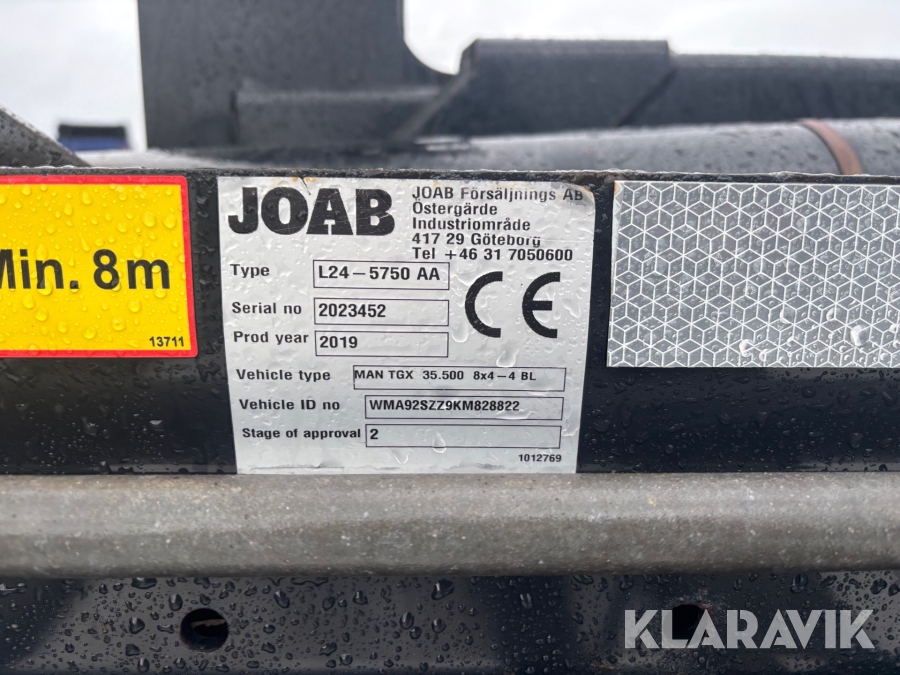 Min. 8m
13711
JOAB
JOAB Försäljnings AB
Östergärde
Industriområde
417 29 Göteborg
Tel +46 31 7050600
Type L24-5750 AA
Serial no 2023452
Prod year 2019
CE
Vehicle type MAN TGX 35.500 8x4-4 BL
Vehicle ID no WMA92SZZ9KM828822
Stage of approval 2
1012769
KLARAVIK